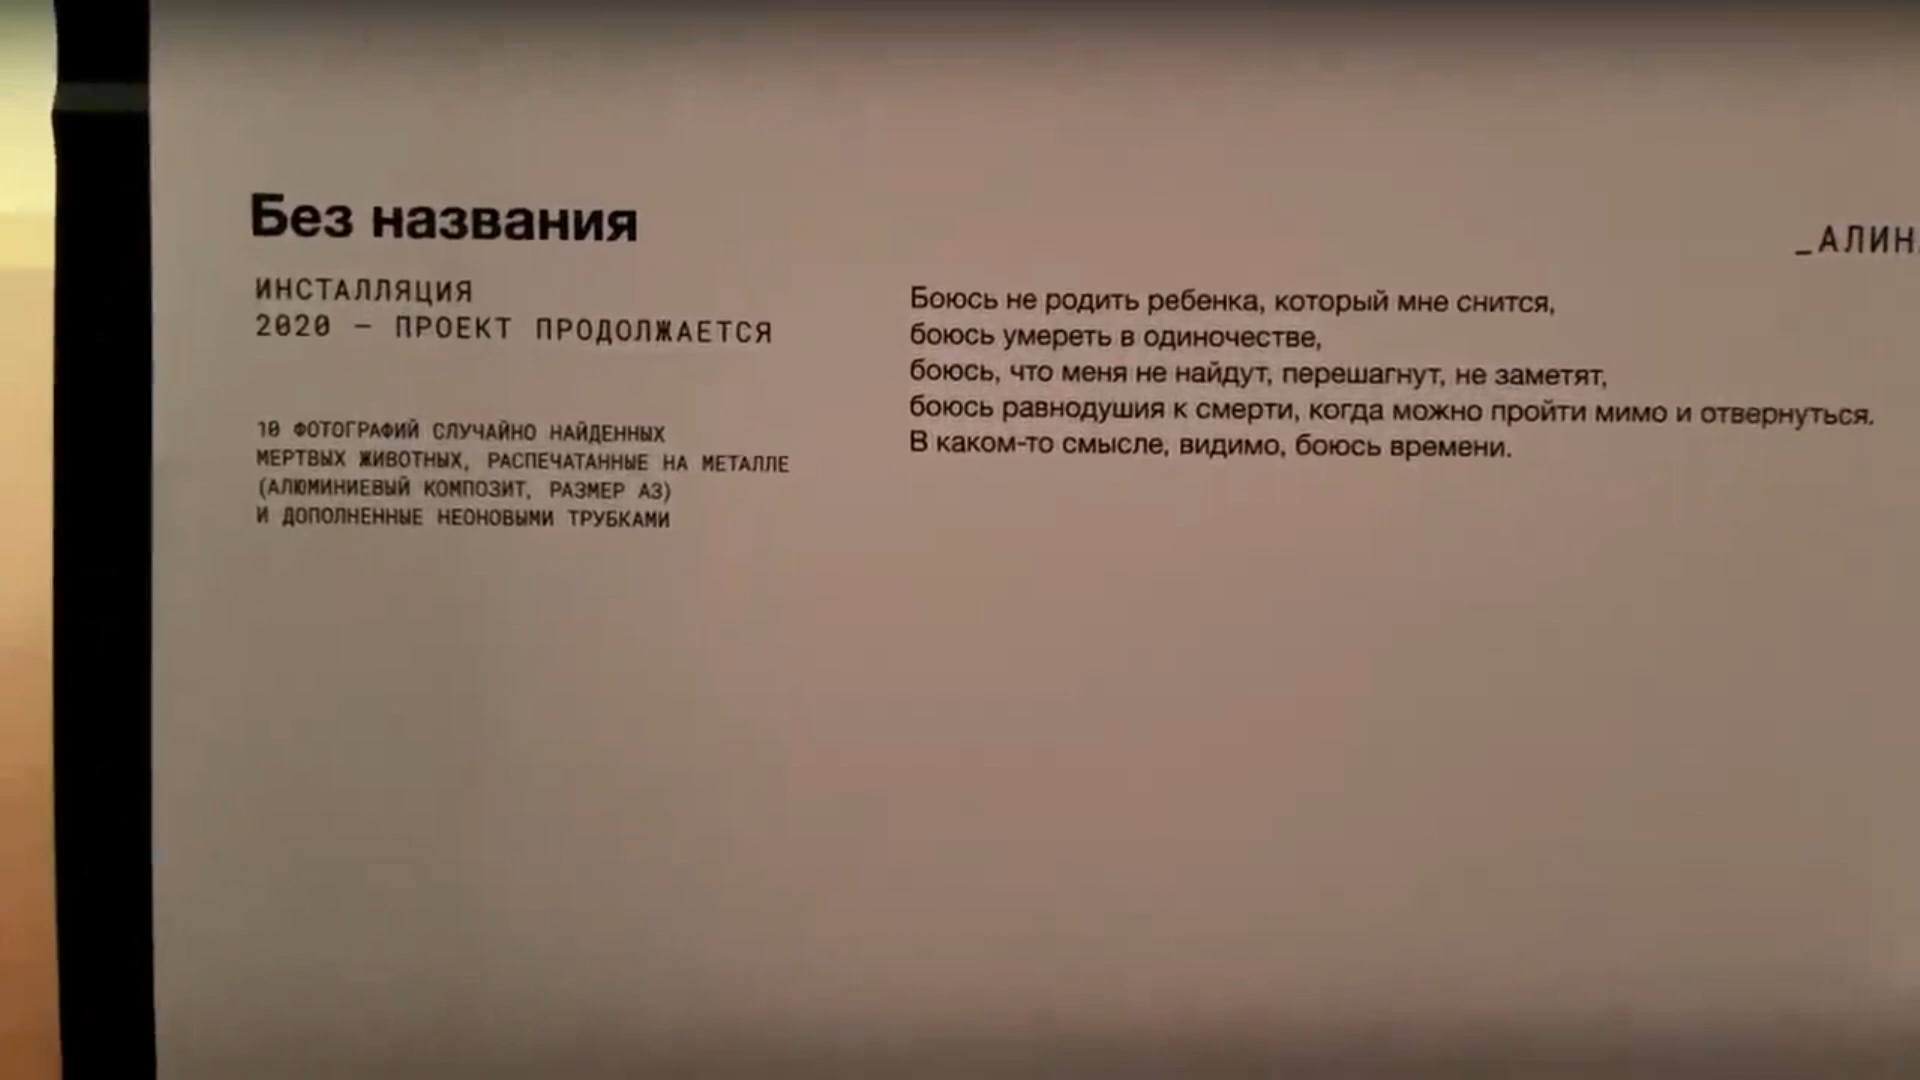 Без названия
ИНСТАЛЛЯЦИЯ
2020 – ПРОЕКТ ПРОДОЛЖАЕТСЯ
10 ФОТОГРАФИЙ СЛУЧАЙНО НАЙДЕННЫХ
МЕРТВЫХ ЖИВОТНЫХ, РАСПЕЧАТАННЫЕ НА МЕТАЛЛЕ
(АЛЮМИНИЕВЫЙ КОМПОЗИТ, РАЗМЕР А3)
И ДОПОЛНЕННЫЕ НЕОНОВЫМИ ТРУБКАМИ
_АЛИН
Боюсь не родить ребенка, который мне снится,
боюсь умереть в одиночестве,
боюсь, что меня не найдут, перешагнут, не заметят,
боюсь равнодушия к смерти, когда можно пройти мимо и отвернуться.
В каком-то смысле, видимо, боюсь времени.